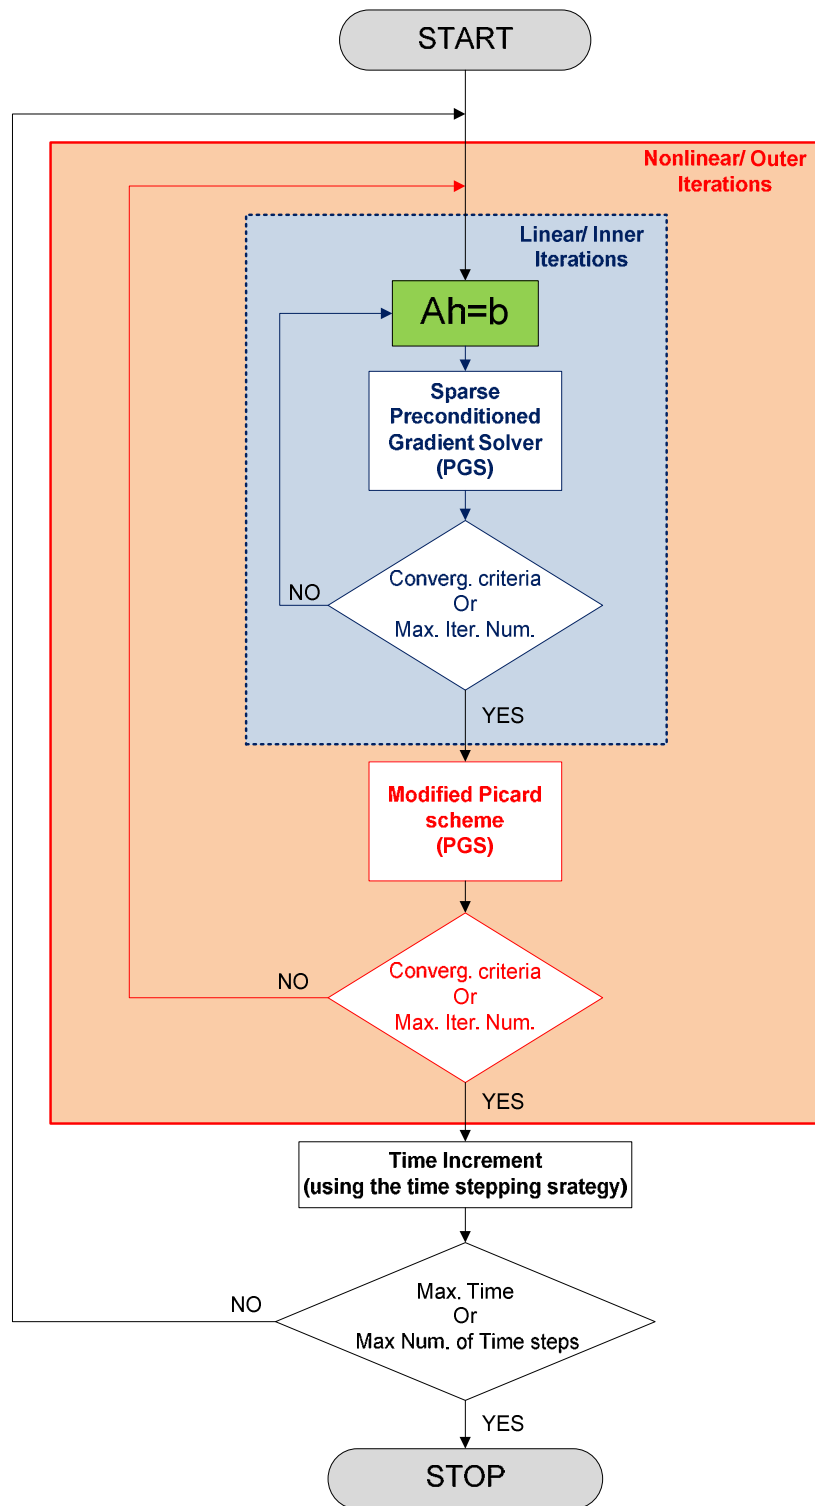 START
Nonlinear/ Outer
Iterations
Linear/ Inner
Iterations
Ah=b
Sparse
Preconditioned
Gradient Solver
(PGS)
Converg. criteria
Or
Max. Iter. Num.
NO
YES
Modified Picard
scheme
(PGS)
Converg. criteria
Or
Max. Iter. Num.
NO
YES
Time Increment
(using the time stepping srategy)
Max. Time
Or
Max Num. of Time steps
NO
YES
STOP